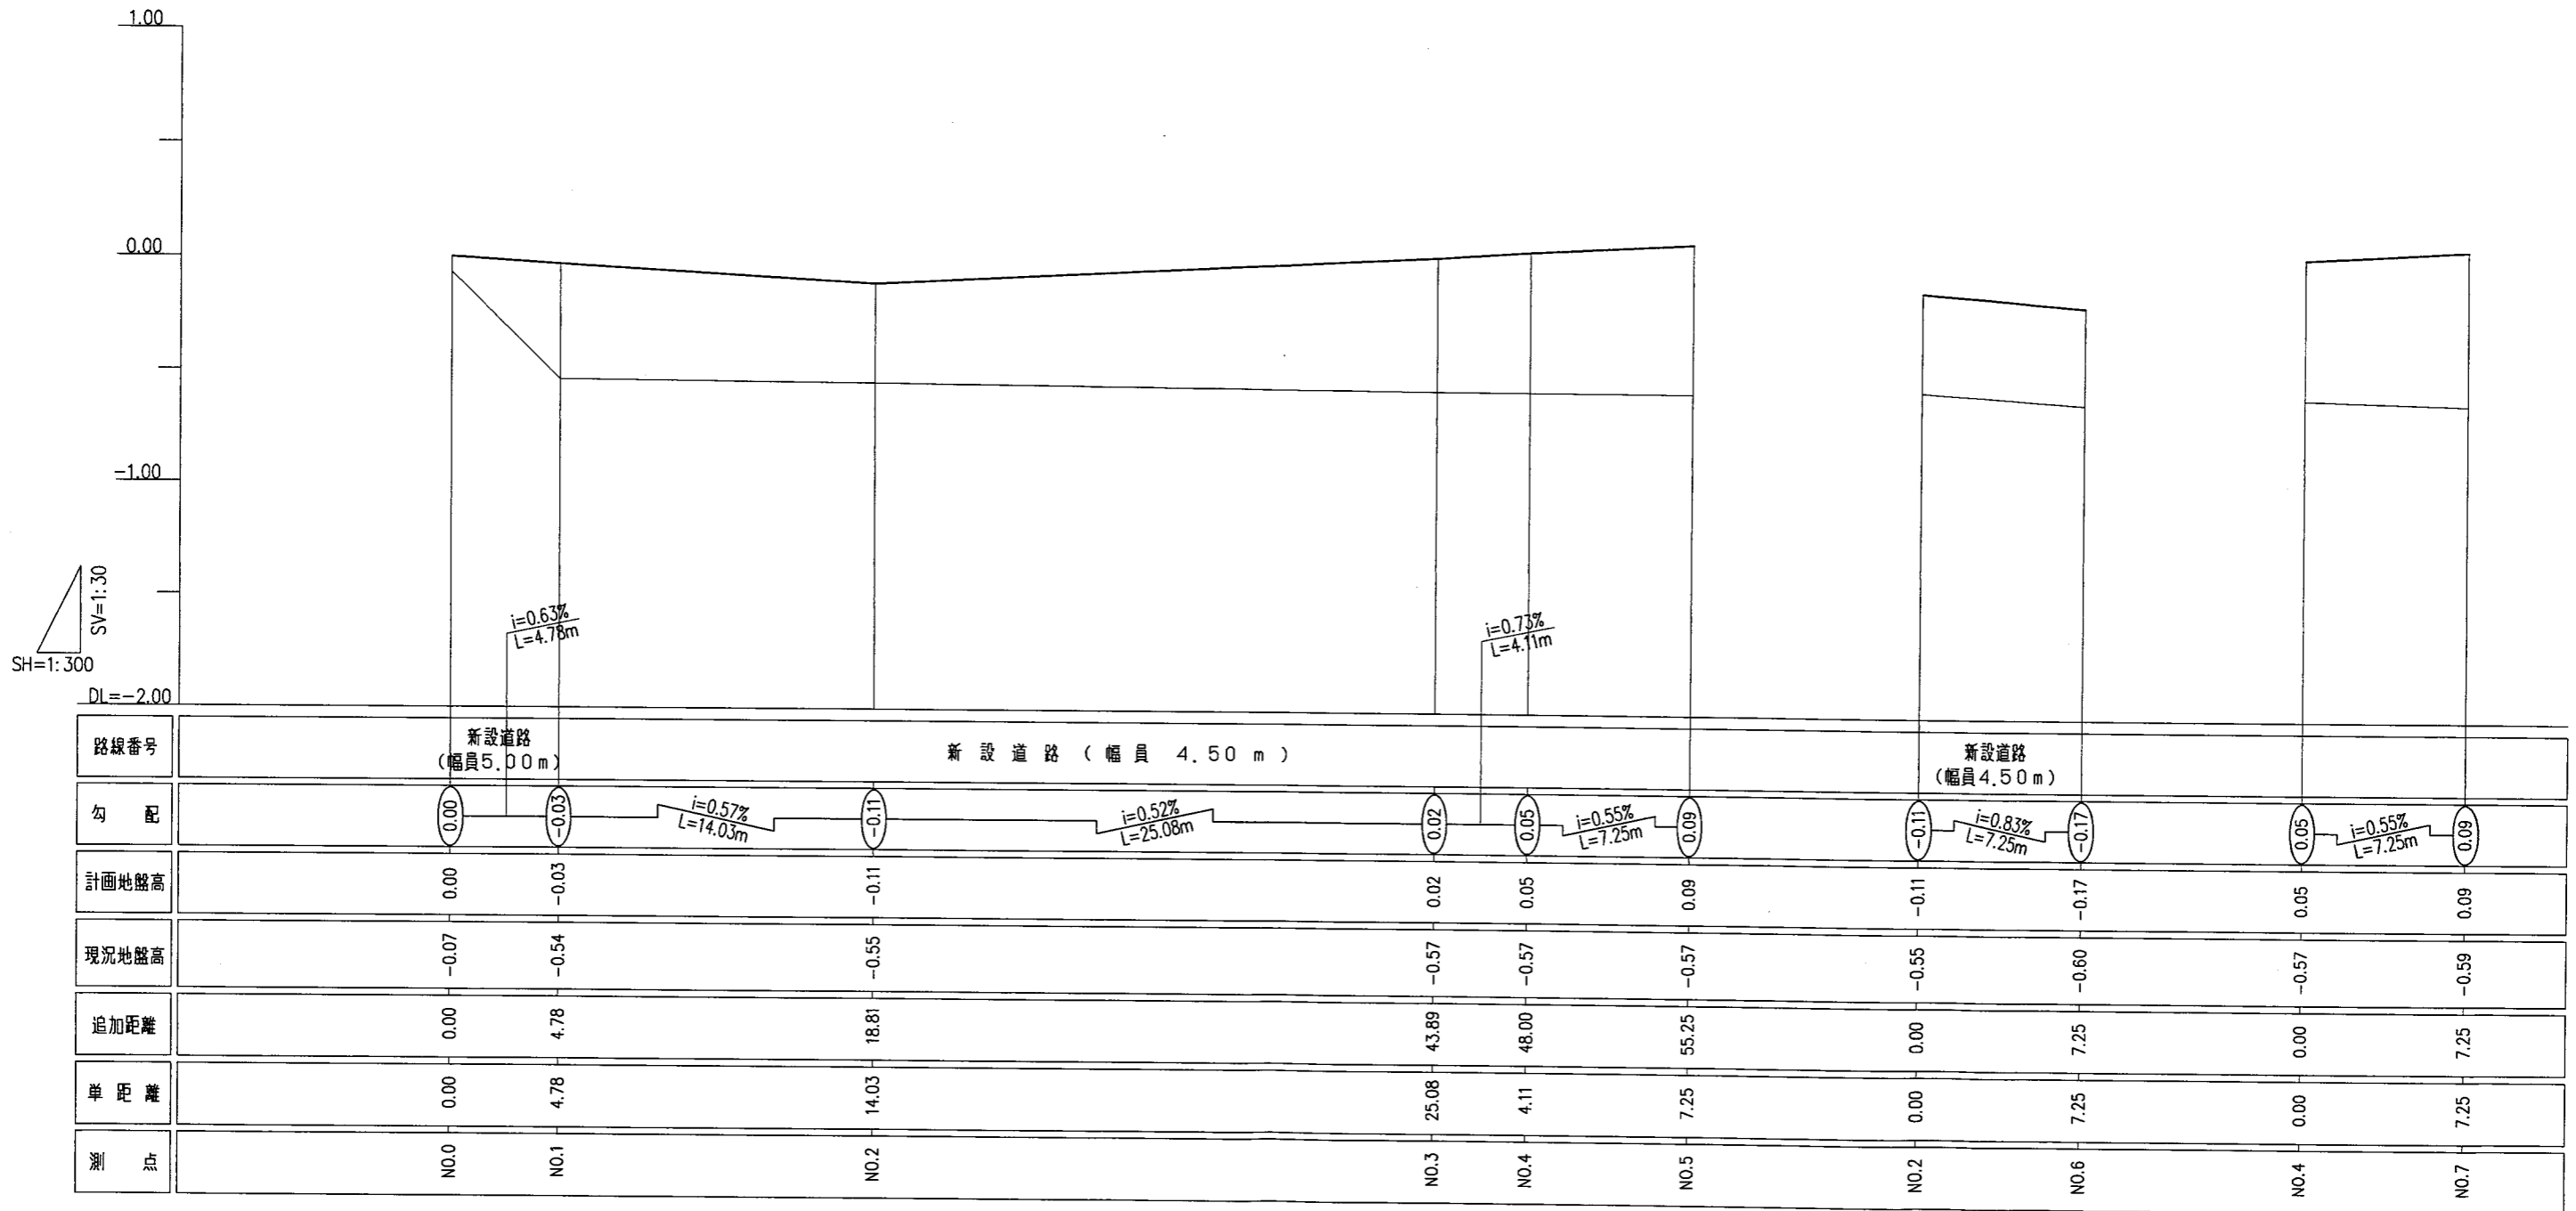 1.00
0.00
-1.00
SV=1:30
SH=1:300
DL=-2.00
i=0.63%
L=4.78m
i=0.73%
L=4.11m
路線番号
新設道路
(幅員5.00m)
新設道路(幅員 4.50m)
新設道路
(幅員4.50m)
勾配
0.00
-0.03
i=0.57%
L=14.03m
-0.11
i=0.52%
L=25.08m
0.02
0.05
i=0.55%
L=7.25m
0.09
-0.11
i=0.83%
L=7.25m
-0.17
0.05
i=0.55%
L=7.25m
0.09
計画地盤高 0.00 -0.03 -0.11 0.02 0.05 0.09 -0.11 -0.17 0.05 0.09
現況地盤高 -0.07 -0.54 -0.55 -0.57 -0.57 -0.57 -0.55 -0.60 -0.57 -0.59
追加距離 0.00 4.78 18.81 43.89 48.00 55.25 0.00 7.25 0.00 7.25
単距離 0.00 4.78 14.03 25.08 4.11 7.25 0.00 7.25 0.00 7.25
測点 NO.0 NO.1 NO.2 NO.3 NO.4 NO.5 NO.2 NO.6 NO.4 NO.7